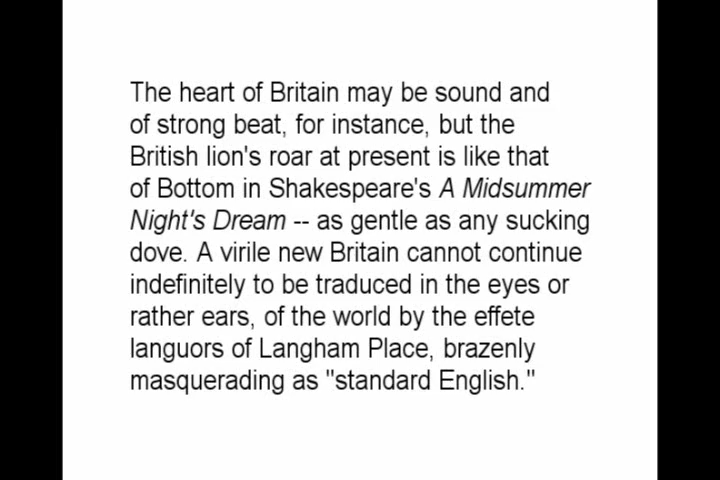 The heart of Britain may be sound and
of strong beat, for instance, but the
British lion's roar at present is like that
of Bottom in Shakespeare's A Midsummer
Night's Dream -- as gentle as any sucking
dove. A virile new Britain cannot continue
indefinitely to be traduced in the eyes or
rather ears, of the world by the effete
languors of Langham Place, brazenly
masquerading as "standard English."